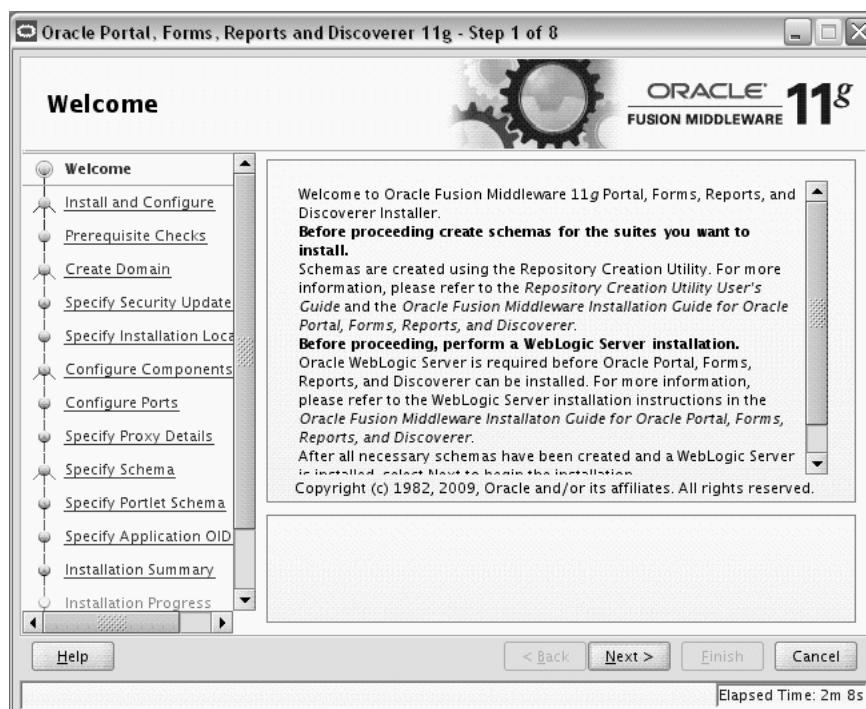 Oracle Portal, Forms, Reports and Discoverer 11g - Step 1 of 8
Welcome
ORACLE
FUSION MIDDLEWARE
11g
Welcome
Install and Configure
Prerequisite Checks
Create Domain
Specify Security Update
Specify Installation Loca
Configure Components
Configure Ports
Specify Proxy Details
Specify Schema
Specify Portlet Schema
Specify Application OID
Installation Summary
Installation Progress
Welcome to Oracle Fusion Middleware 11g Portal, Forms, Reports, and
Discoverer Installer.
Before proceeding create schemas for the suites you want to
install.
Schemas are created using the Repository Creation Utility. For more
information, please refer to the Repository Creation Utility User's
Guide and the Oracle Fusion Middleware Installation Guide for Oracle
Portal, Forms, Reports, and Discoverer.
Before proceeding, perform a WebLogic Server installation.
Oracle WebLogic Server is required before Oracle Portal, Forms,
Reports, and Discoverer can be installed. For more information,
please refer to the WebLogic Server installation instructions in the
Oracle Fusion Middleware Installaton Guide for Oracle Portal, Forms,
Reports, and Discoverer.
After all necessary schemas have been created and a WebLogic Server
is installed, select Next to begin the installation
Copyright (c) 1982, 2009, Oracle and/or its affiliates. All rights reserved.
Help
< Back
Next >
Finish
Cancel
Elapsed Time: 2m 8s